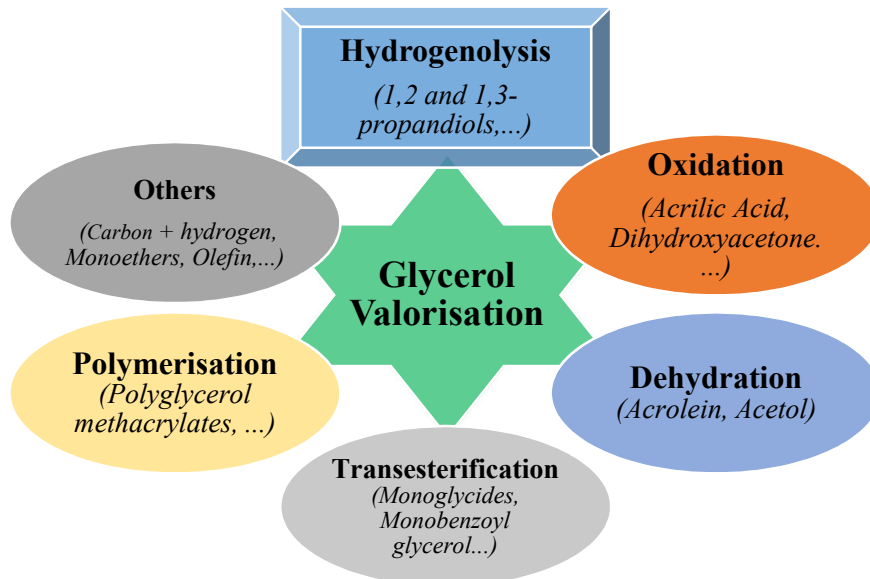 Hydrogenolysis
(1,2 and 1,3-
propandiols,...)
Others
(Carbon + hydrogen,
Monoethers, Olefin,...)
Oxidation
(Acrilic Acid,
Dihydroxyacetone.
...)
Glycerol
Valorisation
Polymerisation
(Polyglycerol
methacrylates, ...)
Dehydration
(Acrolein, Acetol)
Transesterification
(Monoglycides,
Monobenzoyl
glycerol...)